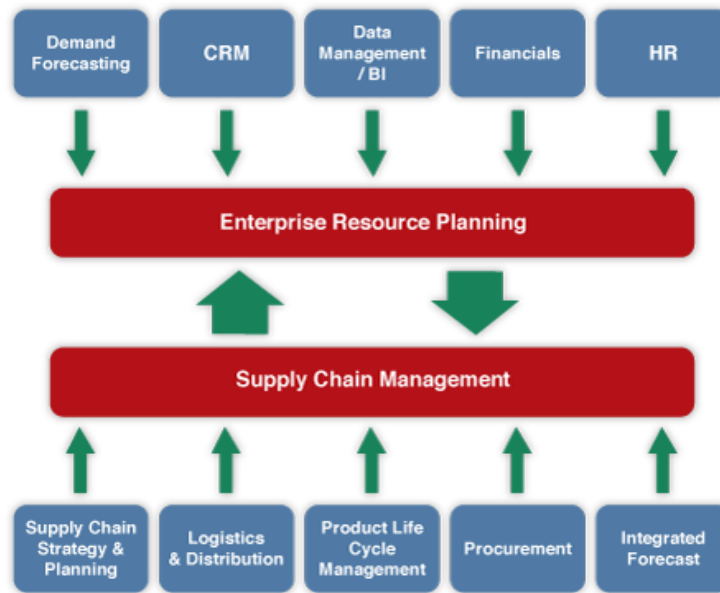 Demand
Forecasting
CRM
Data
Management
/ BI
Financials
HR
Enterprise Resource Planning
Supply Chain Management
Supply Chain
Strategy &
Planning
Logistics
& Distribution
Product Life
Cycle
Management
Procurement
Integrated
Forecast